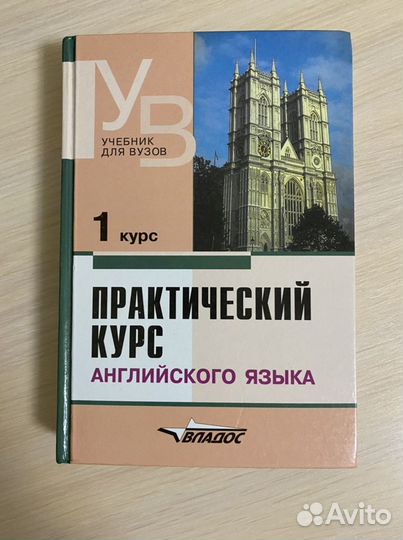 УВ
УЧЕБНИК
ДЛЯ ВУЗОВ
1 курс
ПРАКТИЧЕСКИЙ
КУРС
АНГЛИЙСКОГО ЯЗЫКА
ВЛАДОС
Avito